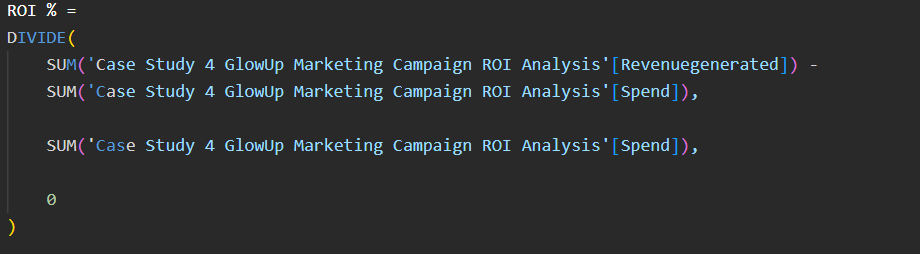 ROI % =
DIVIDE(
SUM('Case Study 4 GlowUp Marketing Campaign ROI Analysis'[Revenuegenerated]) -
SUM('Case Study 4 GlowUp Marketing Campaign ROI Analysis'[Spend]),
SUM('Case Study 4 GlowUp Marketing Campaign ROI Analysis'[Spend]),
0
)